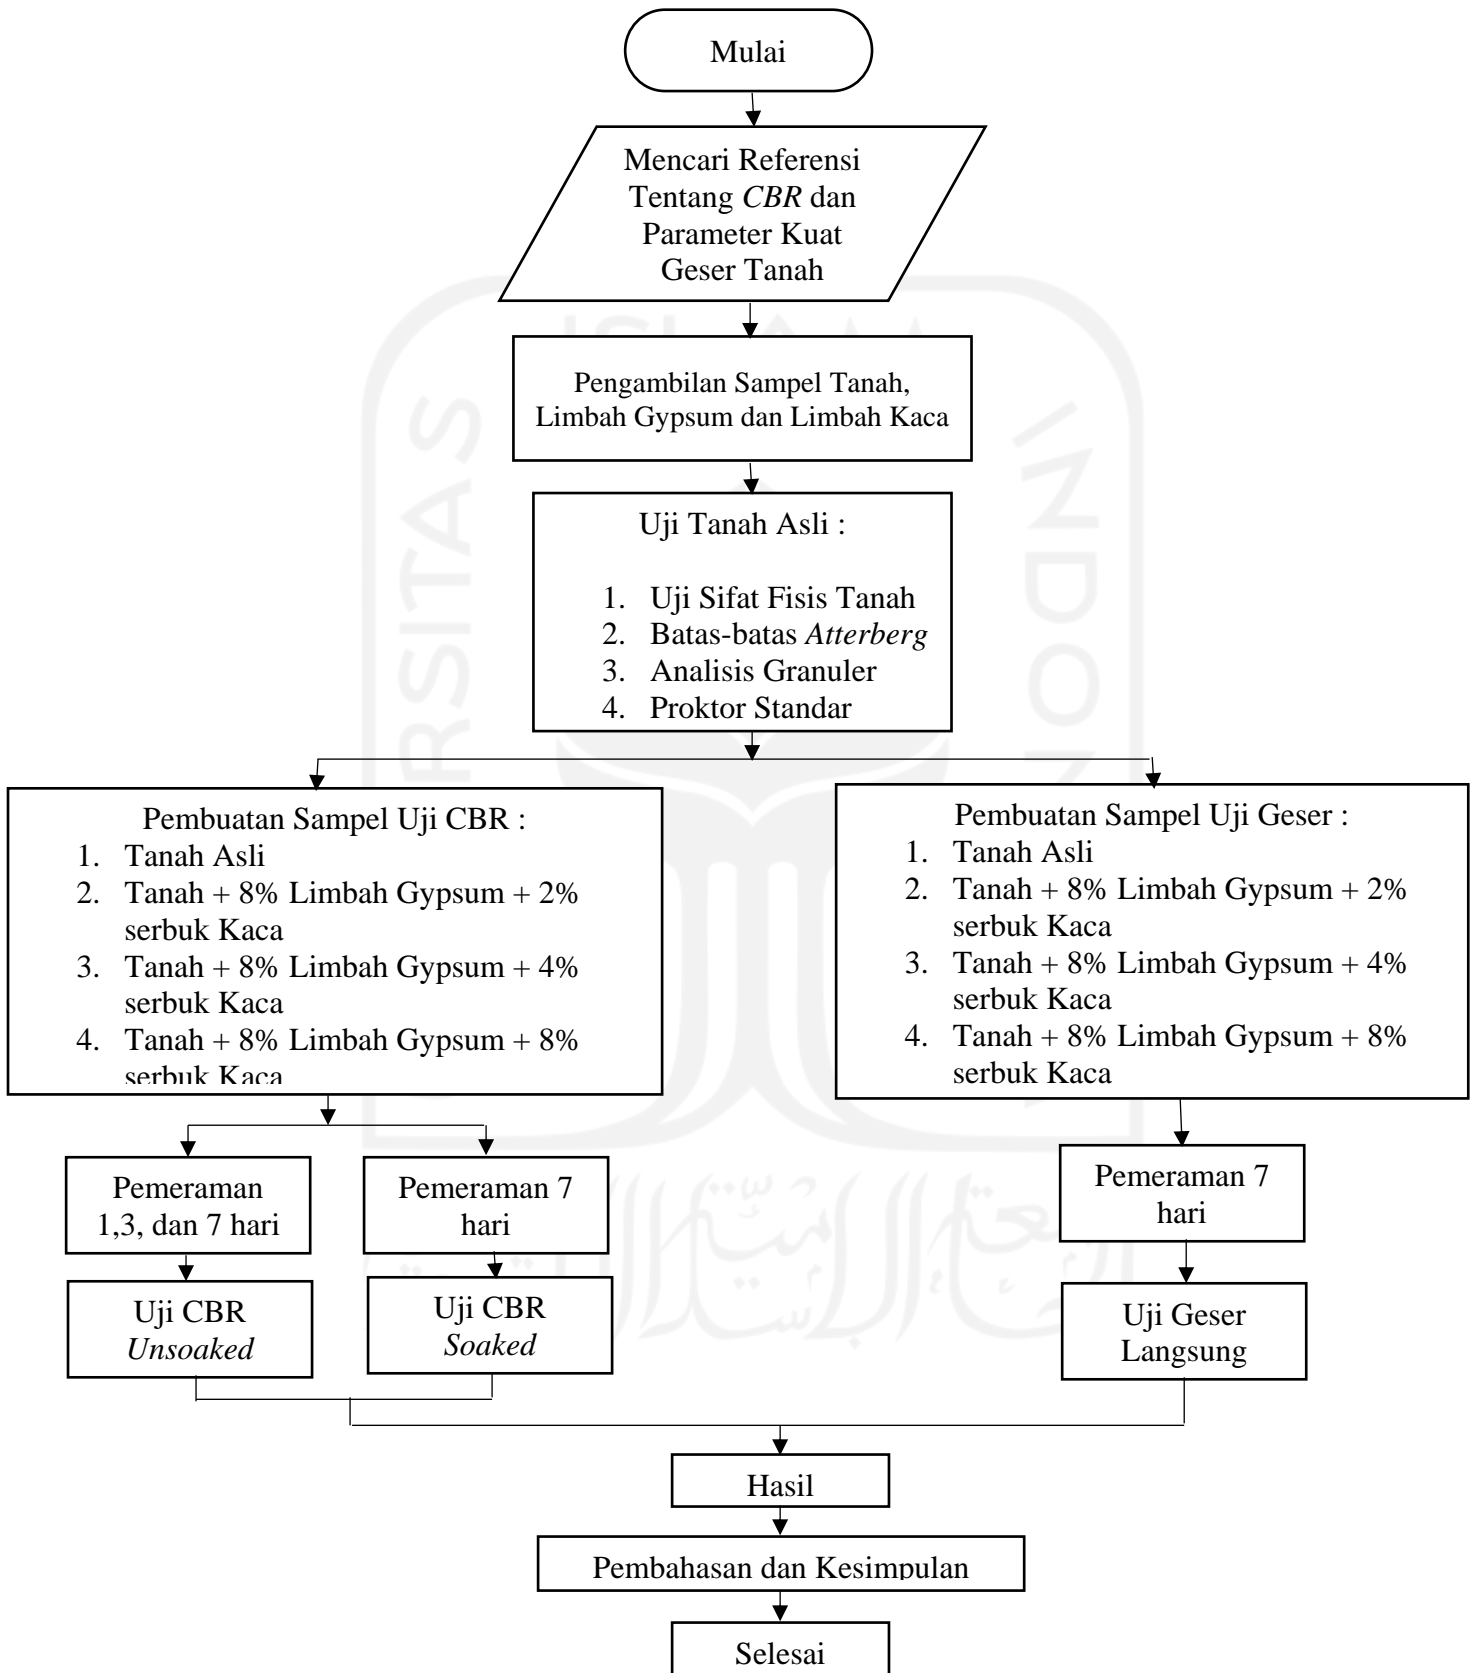 Mulai
Mencari Referensi
Tentang CBR dan
Parameter Kuat
Geser Tanah
Pengambilan Sampel Tanah,
Limbah Gypsum dan Limbah Kaca
Uji Tanah Asli :
1. Uji Sifat Fisis Tanah
2. Batas-batas Atterberg
3. Analisis Granuler
4. Proktor Standar
Pembuatan Sampel Uji CBR :
1. Tanah Asli
2. Tanah + 8% Limbah Gypsum + 2%
serbuk Kaca
3. Tanah + 8% Limbah Gypsum + 4%
serbuk Kaca
4. Tanah + 8% Limbah Gypsum + 8%
serbuk Kaca
Pembuatan Sampel Uji Geser :
1. Tanah Asli
2. Tanah + 8% Limbah Gypsum + 2%
serbuk Kaca
3. Tanah + 8% Limbah Gypsum + 4%
serbuk Kaca
4. Tanah + 8% Limbah Gypsum + 8%
serbuk Kaca
Pemeraman
1,3, dan 7 hari
Pemeraman 7
hari
Pemeraman 7
hari
Uji CBR
Unsoaked
Uji CBR
Soaked
Uji Geser
Langsung
Hasil
Pembahasan dan Kesimpulan
Selesai
ISLAM